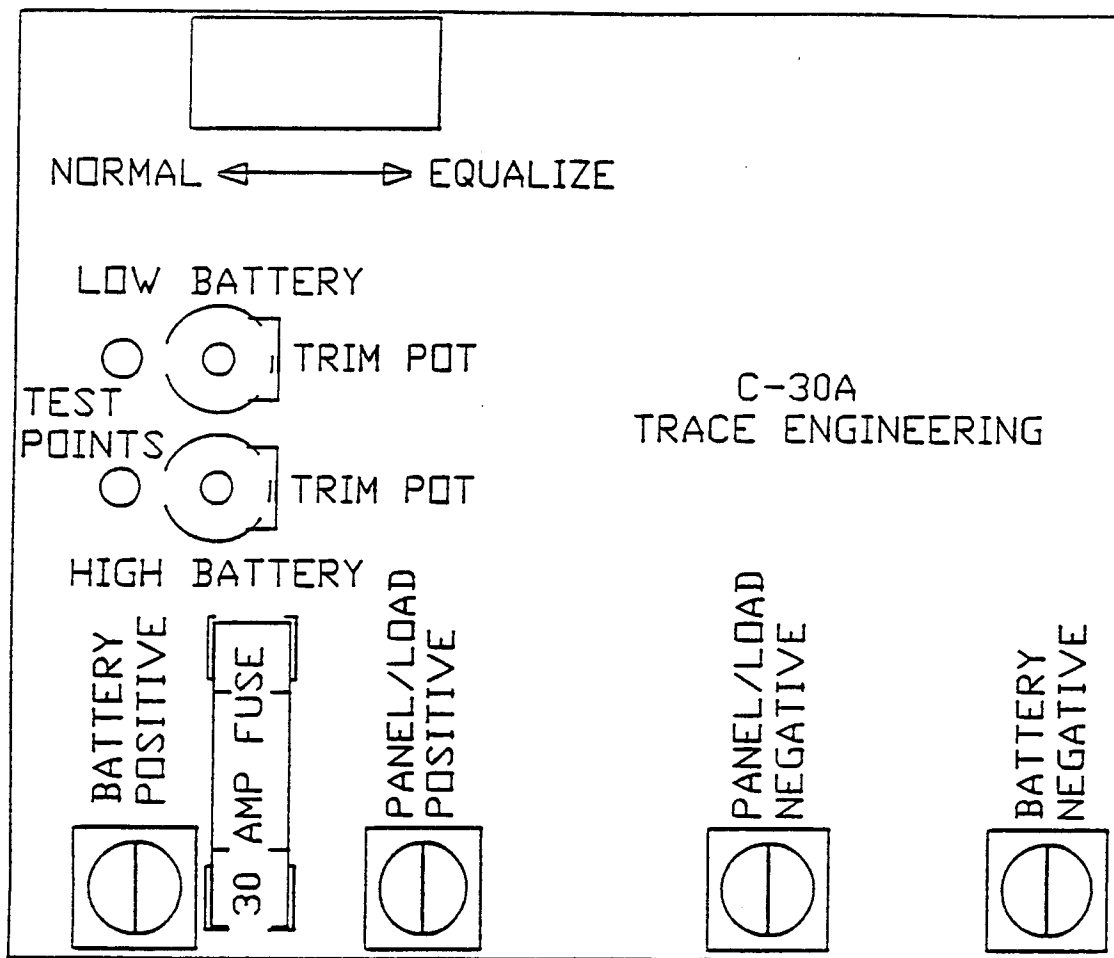 NORMAL EQUALIZE
LOW BATTERY
TRIM POT
TEST
POINTS
C-30A
TRACE ENGINEERING
TRIM POT
HIGH BATTERY
BATTERY
POSITIVE
30 AMP FUSE
PANEL/LOAD
POSITIVE
PANEL/LOAD
NEGATIVE
BATTERY
NEGATIVE